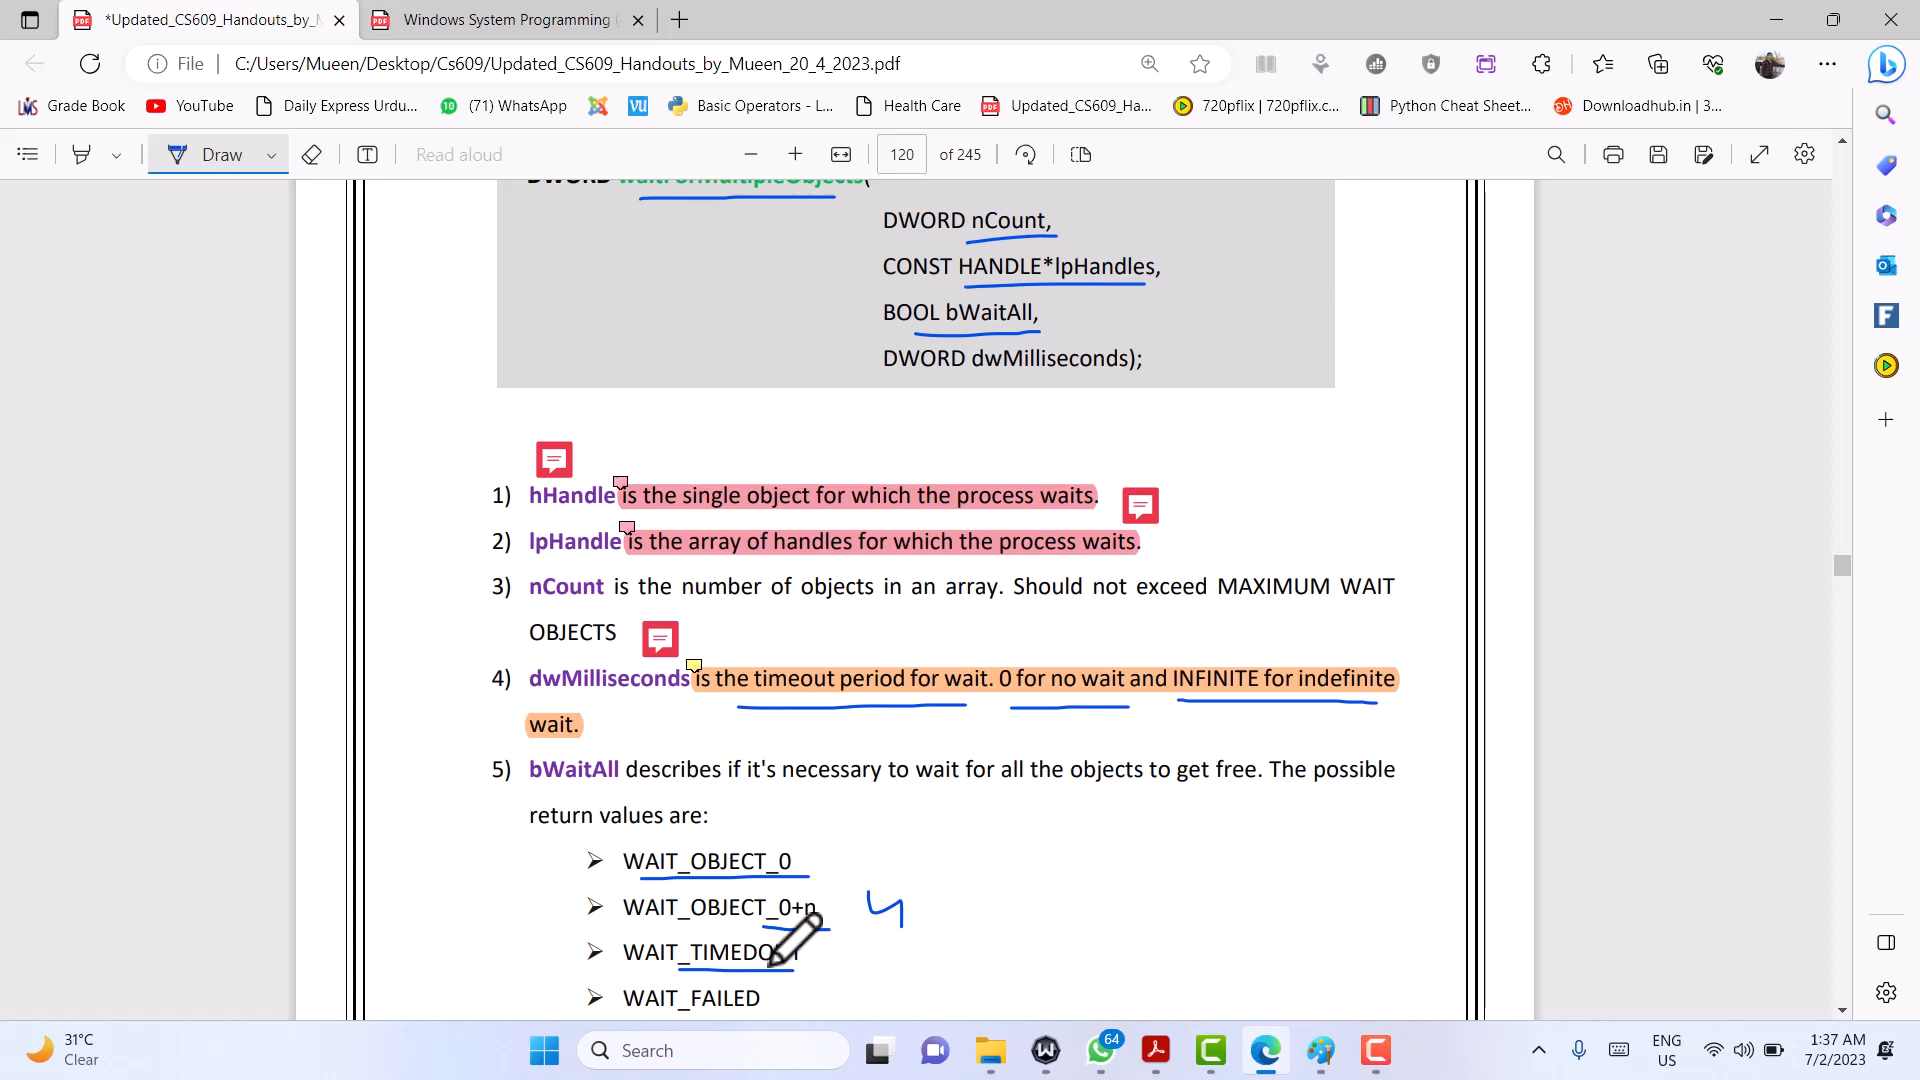 *Updated_CS609_Handouts_by_M
Windows System Programming (
File
C:/Users/Mueen/Desktop/Cs609/Updated_CS609_Handouts_by_Mueen_20_4_2023.pdf
Grade Book
YouTube
Daily Express Urdu...
(71) WhatsApp
Basic Operators - L...
Health Care
Updated_CS609_Ha...
720pflix | 720pflix.c...
Python Cheat Sheet...
Downloadhub.in | 3...
Draw
Read aloud
120 of 245
DWORD WaitForMultipleObjects(
DWORD nCount,
CONST HANDLE*lpHandles,
BOOL bWaitAll,
DWORD dwMilliseconds);
1) hHandle is the single object for which the process waits.
2) lpHandle is the array of handles for which the process waits.
3) nCount is the number of objects in an array. Should not exceed MAXIMUM WAIT
OBJECTS
4) dwMilliseconds is the timeout period for wait. 0 for no wait and INFINITE for indefinite
wait.
5) bWaitAll describes if it's necessary to wait for all the objects to get free. The possible
return values are:
WAIT_OBJECT_0
WAIT_OBJECT_0+n
WAIT_TIMEDOUT
WAIT_FAILED
31°C
Clear
Search
64
ENG
US
1:37 AM
7/2/2023